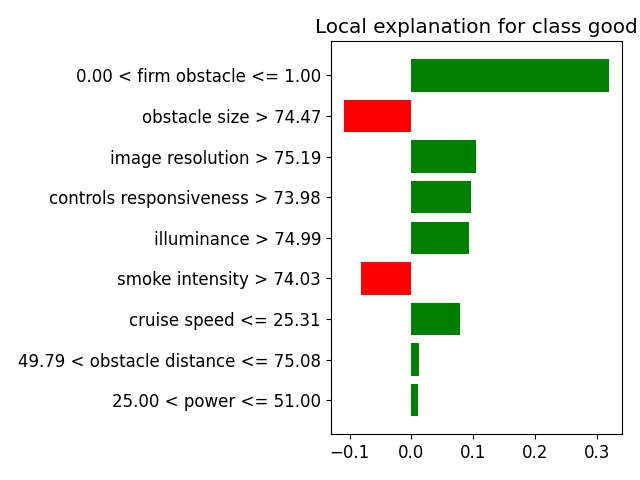 Local explanation for class good
0.00 < firm obstacle <= 1.00
obstacle size > 74.47
image resolution > 75.19
controls responsiveness > 73.98
illuminance > 74.99
smoke intensity > 74.03
cruise speed <= 25.31
49.79 < obstacle distance <= 75.08
25.00 < power <= 51.00
−0.1 0.0 0.1 0.2 0.3